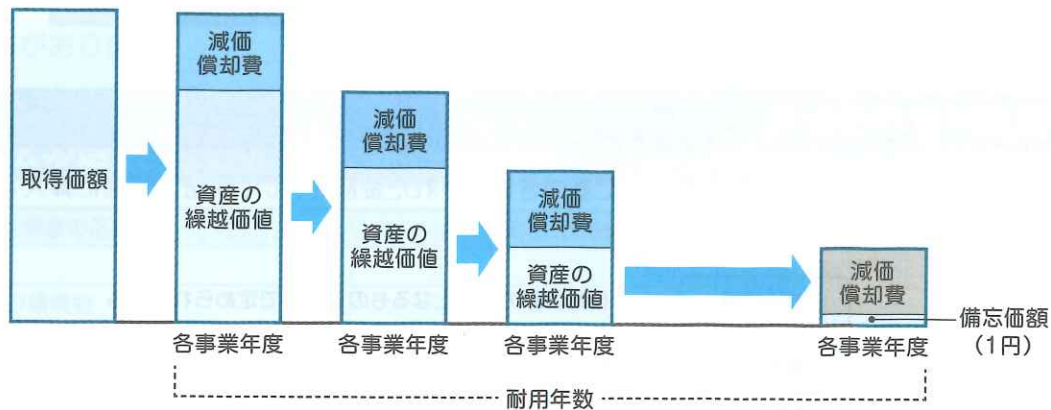 取得価額
減価
償却費
資産の
繰越価値
減価
償却費
資産の
繰越価値
減価
償却費
資産の
繰越価値
減価
償却費
備忘価額
（1円）
各事業年度
各事業年度
各事業年度
各事業年度
耐用年数